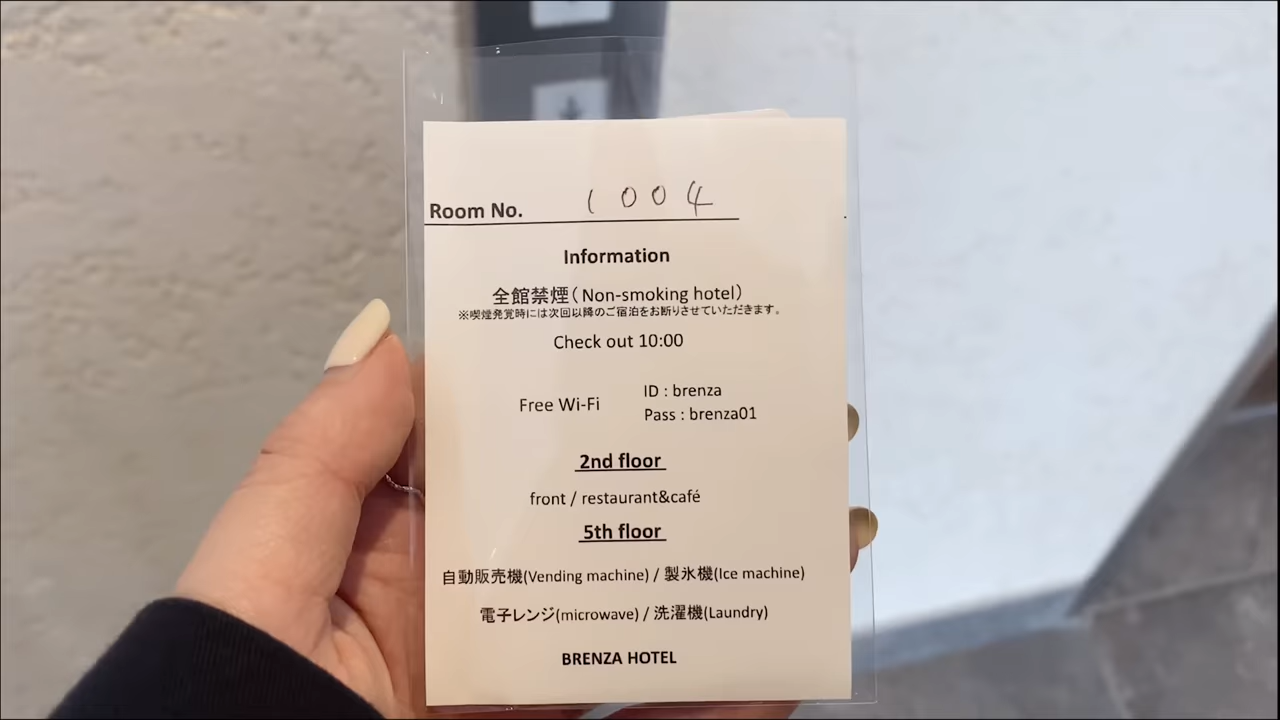 Room No. 1004
Information
全館禁煙(Non-smoking hotel)
※喫煙発覚時には次回以降のご宿泊をお断りさせていただきます。
Check out 10:00
Free Wi-Fi ID : brenza
Pass : brenza01
2nd floor
front / restaurant&café
5th floor
自動販売機(Vending machine) / 製氷機(Ice machine)
電子レンジ(microwave) / 洗濯機(Laundry)
BRENZA HOTEL